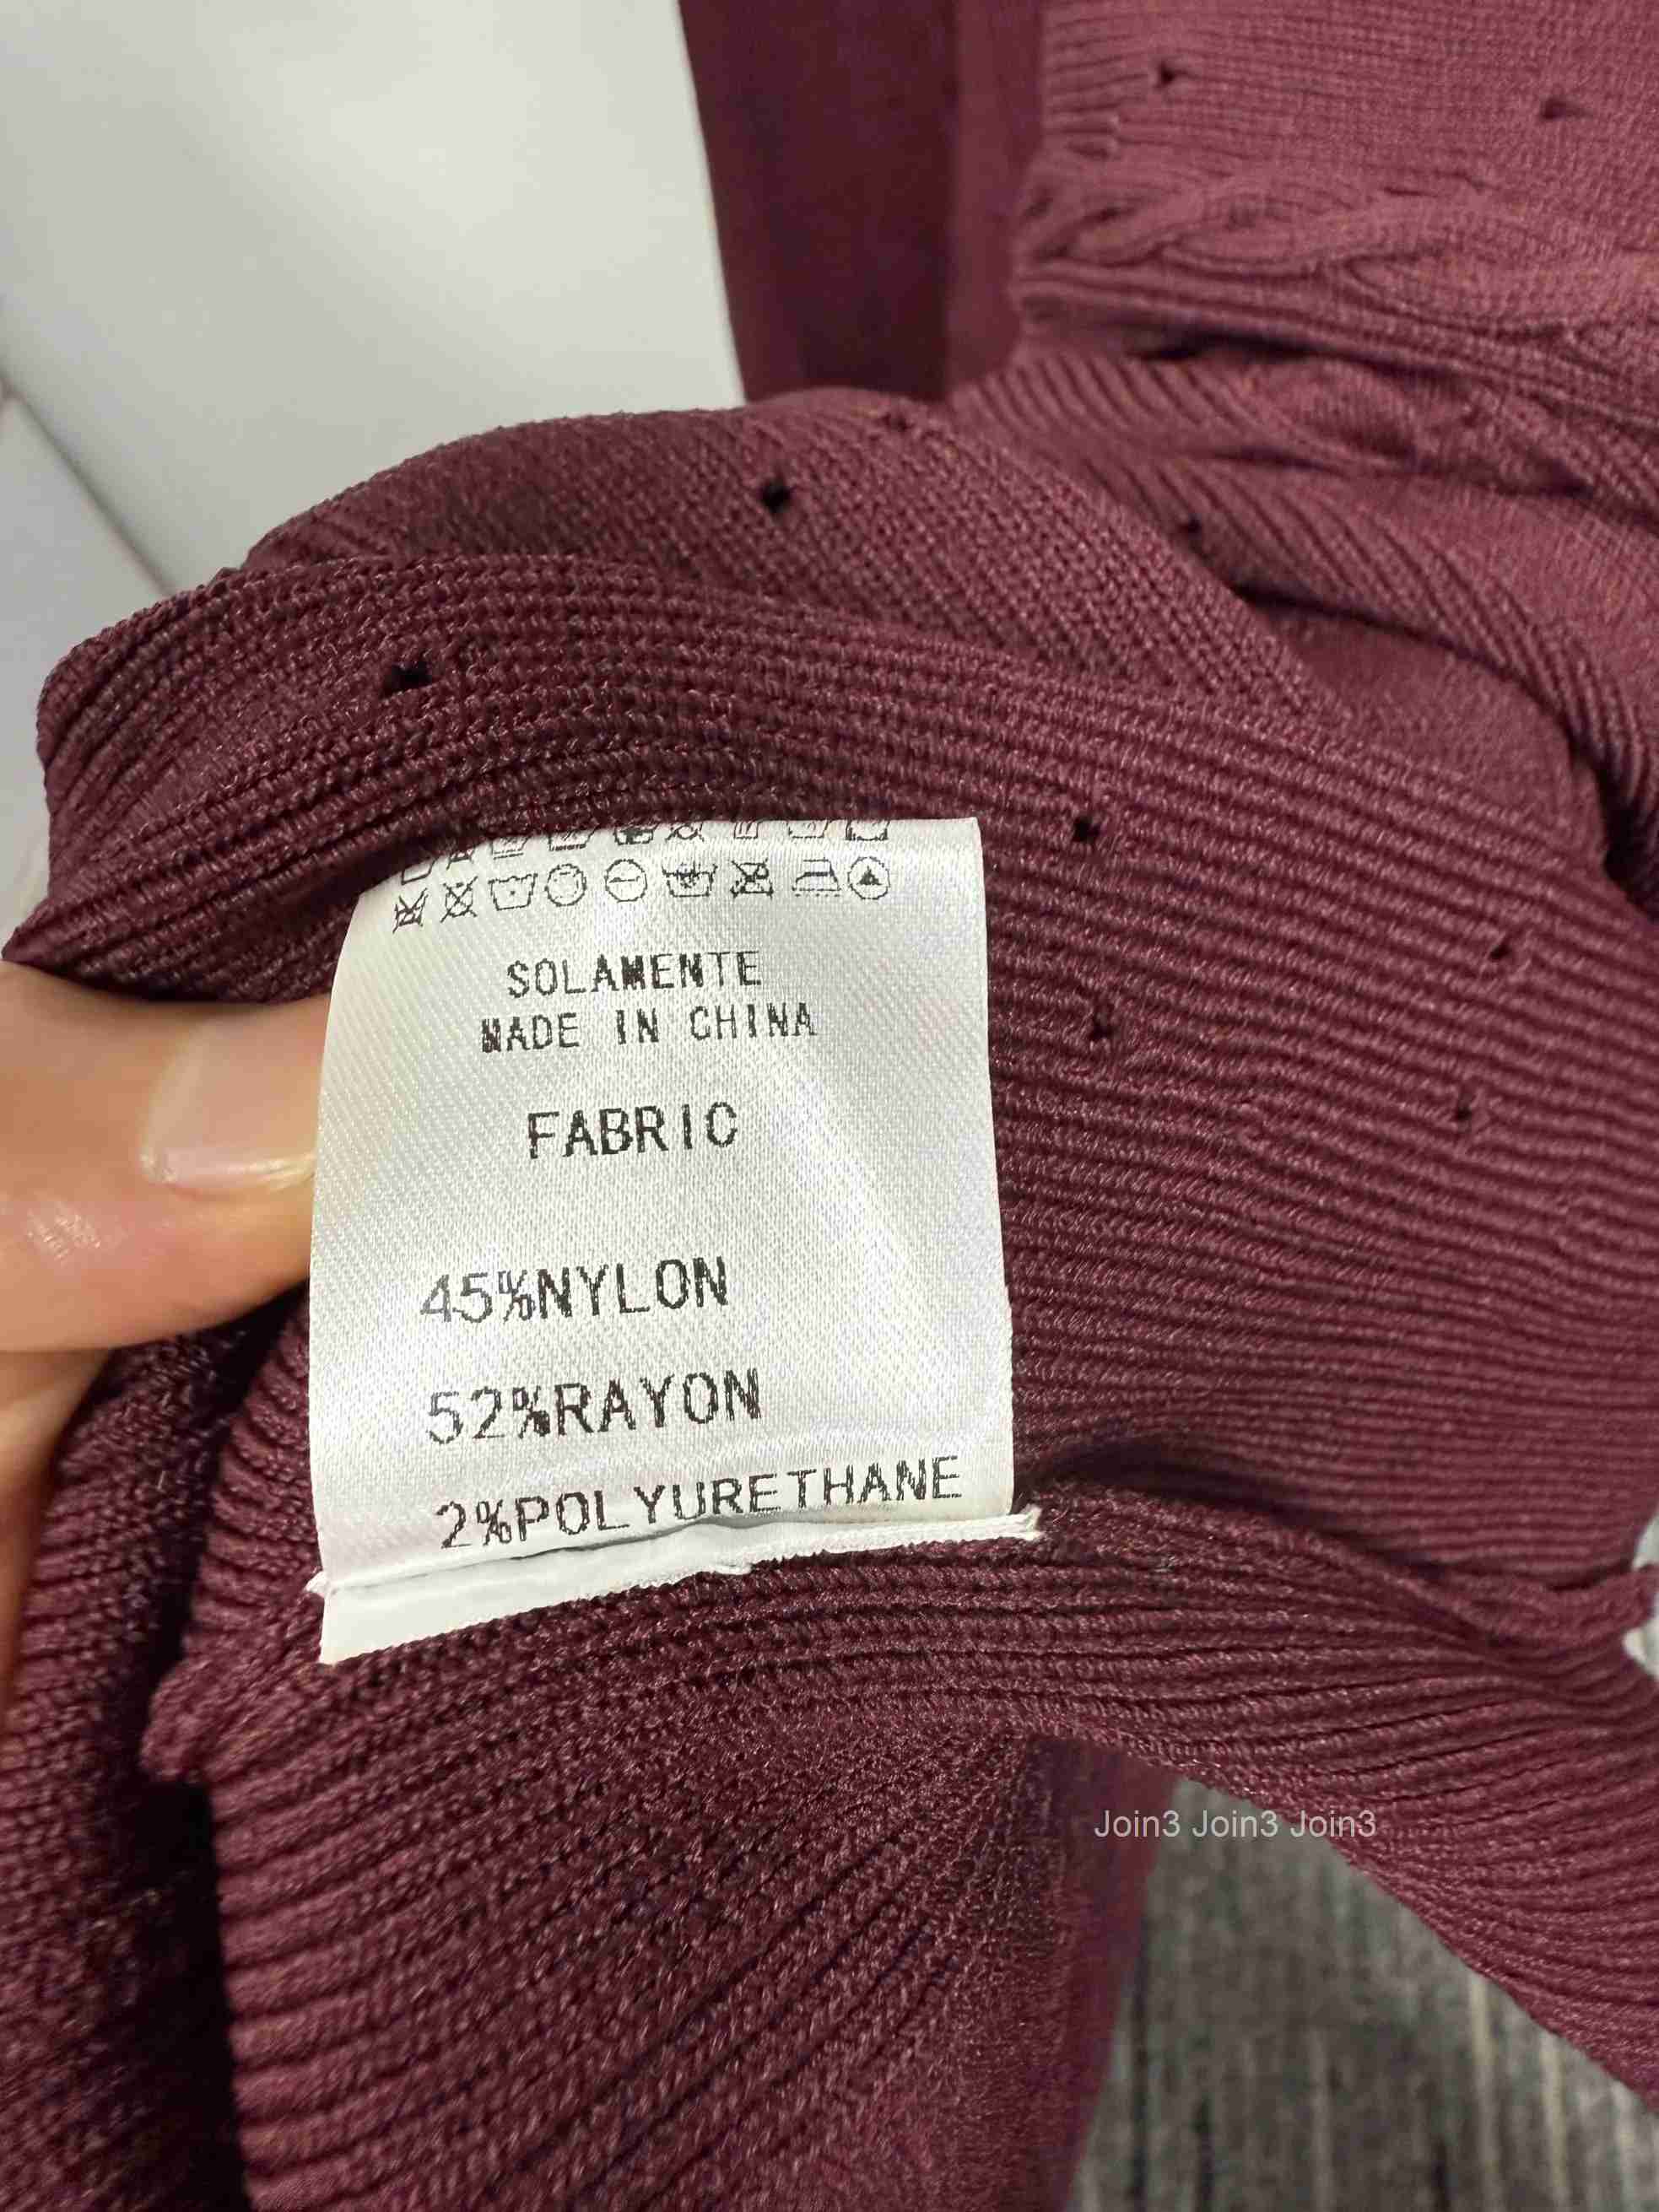 SOLAMENTE
MADE IN CHINA
FABRIC
45%NYLON
52%RAYON
2%POLYURETHANE
Join3 Join3 Join3